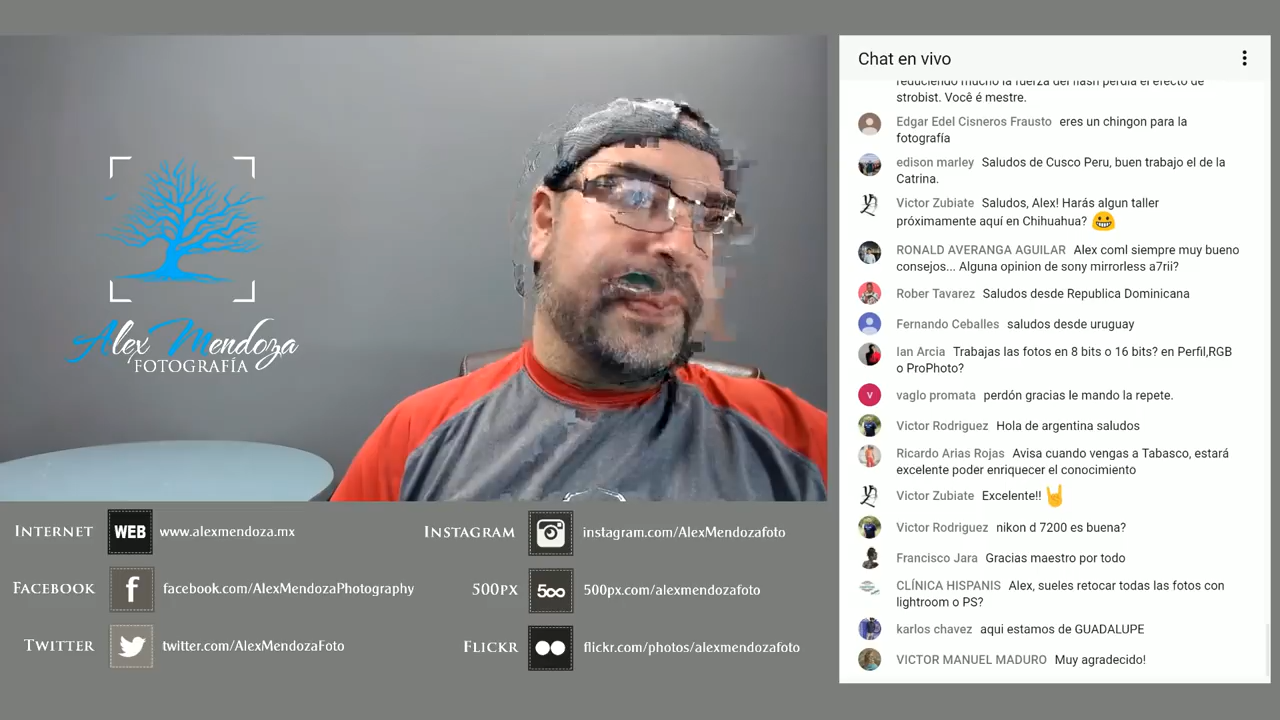 Alex Mendoza
FOTOGRAFÍA
INTERNET WEB www.alexmendoza.mx
FACEBOOK f facebook.com/AlexMendozaPhotography
TWITTER twitter.com/AlexMendozaFoto
INSTAGRAM instagram.com/AlexMendozafoto
500PX 500 500px.com/alexmendozafoto
FLICKR flickr.com/photos/alexmendozafoto
Chat en vivo
reduciendo mucho la fuerza del flash perdía el efecto de
strobist. Você é mestre.
Edgar Edel Cisneros Frausto eres un chingon para la
fotografía
edison marley Saludos de Cusco Peru, buen trabajo el de la
Catrina.
Victor Zubiate Saludos, Alex! Harás algun taller
próximamente aquí en Chihuahua? 😁
RONALD AVERANGA AGUILAR Alex coml siempre muy bueno
consejos... Alguna opinion de sony mirrorless a7rii?
Rober Tavarez Saludos desde Republica Dominicana
Fernando Ceballes saludos desde uruguay
Ian Arcia Trabajas las fotos en 8 bits o 16 bits? en Perfil,RGB
o ProPhoto?
v vaglo promata perdón gracias le mando la repete.
Victor Rodriguez Hola de argentina saludos
Ricardo Arias Rojas Avisa cuando vengas a Tabasco, estará
excelente poder enriquecer el conocimiento
Victor Zubiate Excelente!! 🤘
Victor Rodriguez nikon d 7200 es buena?
Francisco Jara Gracias maestro por todo
CLÍNICA HISPANIS Alex, sueles retocar todas las fotos con
lightroom o PS?
karlos chavez aqui estamos de GUADALUPE
VICTOR MANUEL MADURO Muy agradecido!